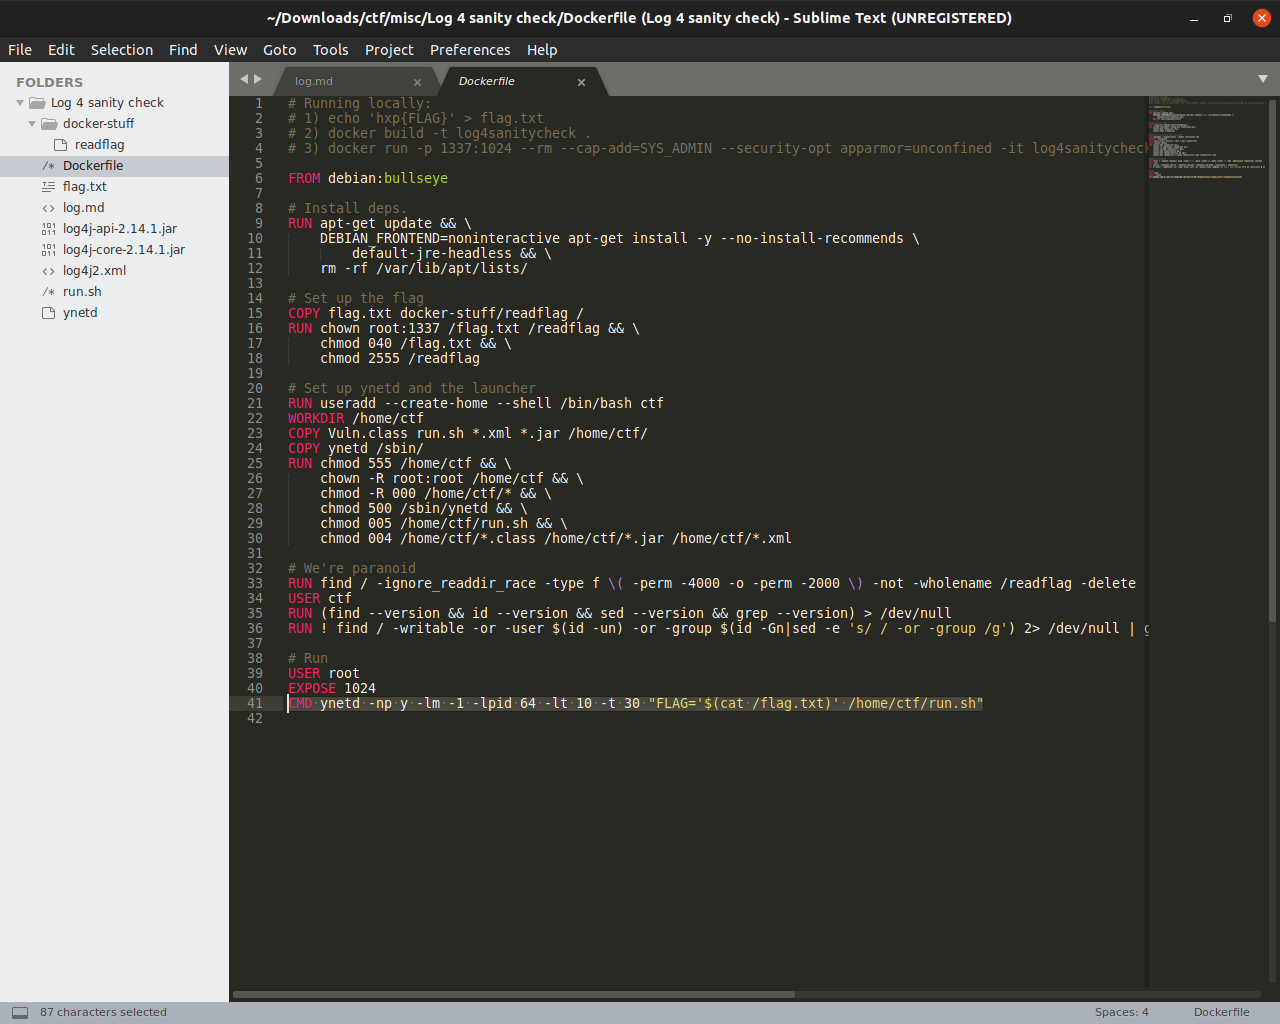 ~/Downloads/ctf/misc/Log 4 sanity check/Dockerfile (Log 4 sanity check) - Sublime Text (UNREGISTERED)
File Edit Selection Find View Goto Tools Project Preferences Help
FOLDERS
Log 4 sanity check
docker-stuff
readflag
/* Dockerfile
flag.txt
<> log.md
log4j-api-2.14.1.jar
log4j-core-2.14.1.jar
<> log4j2.xml
/* run.sh
ynetd
log.md × Dockerfile ×
1 # Running locally:
2 # 1) echo 'hxp{FLAG}' > flag.txt
3 # 2) docker build -t log4sanitycheck .
4 # 3) docker run -p 1337:1024 --rm --cap-add=SYS_ADMIN --security-opt apparmor=unconfined -it log4sanitycheck
5
6 FROM debian:bullseye
7
8 # Install deps.
9 RUN apt-get update && \
10 DEBIAN_FRONTEND=noninteractive apt-get install -y --no-install-recommends \
11 default-jre-headless && \
12 rm -rf /var/lib/apt/lists/
13
14 # Set up the flag
15 COPY flag.txt docker-stuff/readflag /
16 RUN chown root:1337 /flag.txt /readflag && \
17 chmod 040 /flag.txt && \
18 chmod 2555 /readflag
19
20 # Set up ynetd and the launcher
21 RUN useradd --create-home --shell /bin/bash ctf
22 WORKDIR /home/ctf
23 COPY Vuln.class run.sh *.xml *.jar /home/ctf/
24 COPY ynetd /sbin/
25 RUN chmod 555 /home/ctf && \
26 chown -R root:root /home/ctf && \
27 chmod -R 000 /home/ctf/* && \
28 chmod 500 /sbin/ynetd && \
29 chmod 005 /home/ctf/run.sh && \
30 chmod 004 /home/ctf/*.class /home/ctf/*.jar /home/ctf/*.xml
31
32 # We're paranoid
33 RUN find / -ignore_readdir_race -type f \( -perm -4000 -o -perm -2000 \) -not -wholename /readflag -delete
34 USER ctf
35 RUN (find --version && id --version && sed --version && grep --version) > /dev/null
36 RUN ! find / -writable -or -user $(id -un) -or -group $(id -Gn|sed -e 's/ / -or -group /g') 2> /dev/null |
37
38 # Run
39 USER root
40 EXPOSE 1024
41 CMD ynetd -np y -lm -1 -lpid 64 -lt 10 -t 30 "FLAG='$(cat /flag.txt)' /home/ctf/run.sh"
42
87 characters selected Spaces: 4 Dockerfile